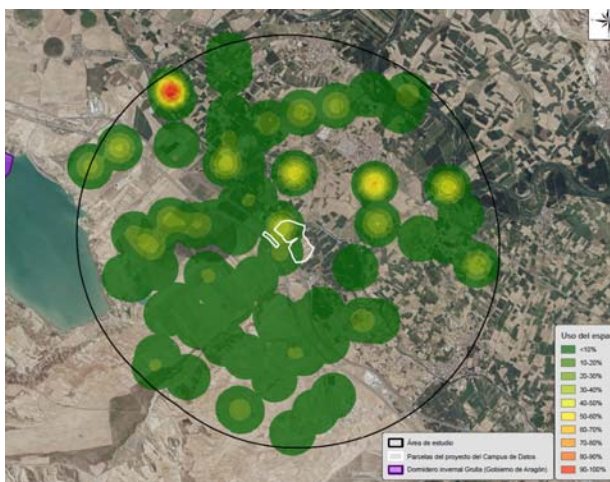 Uso del espa
<10%
10-20%
20-30%
30-40%
40-50%
50-60%
60-70%
70-80%
80-90%
90-100%
Área de estudio
Parcelas del proyecto del Campus de Datos
Dormidero invernal Grulla (Gobierno de Aragón)